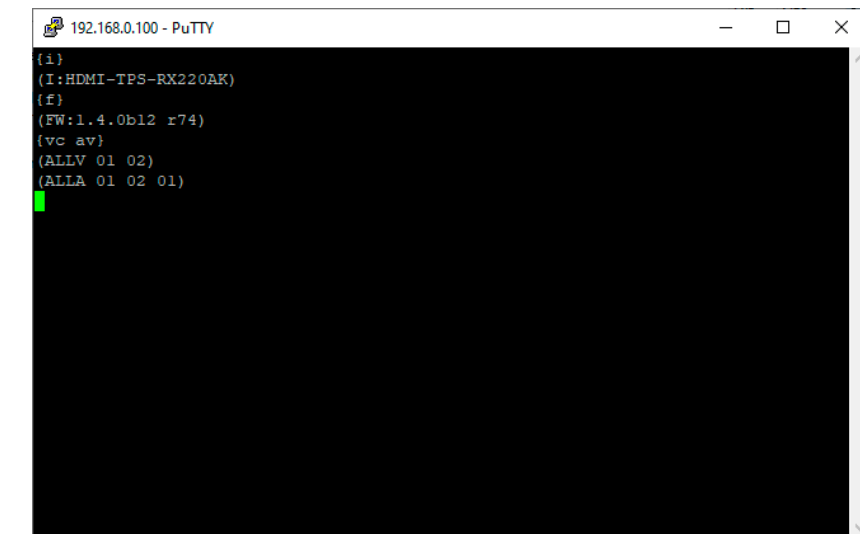 192.168.0.100 - PuTTY
{i}
(I:HDMI-TPS-RX220AK)
{f}
(FW:1.4.0b12 r74)
{vc av}
(ALLV 01 02)
(ALLA 01 02 01)